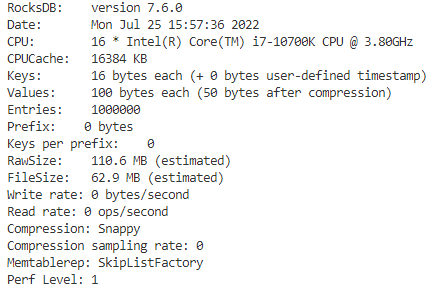 RocksDB:    version 7.6.0
Date:       Mon Jul 25 15:57:36 2022
CPU:        16 * Intel(R) Core(TM) i7-10700K CPU @ 3.80GHz
CPUCache:   16384 KB
Keys:       16 bytes each (+ 0 bytes user-defined timestamp)
Values:     100 bytes each (50 bytes after compression)
Entries:    1000000
Prefix:    0 bytes
Keys per prefix:    0
RawSize:    110.6 MB (estimated)
FileSize:   62.9 MB (estimated)
Write rate: 0 bytes/second
Read rate: 0 ops/second
Compression: Snappy
Compression sampling rate: 0
Memtablerep: SkipListFactory
Perf Level: 1